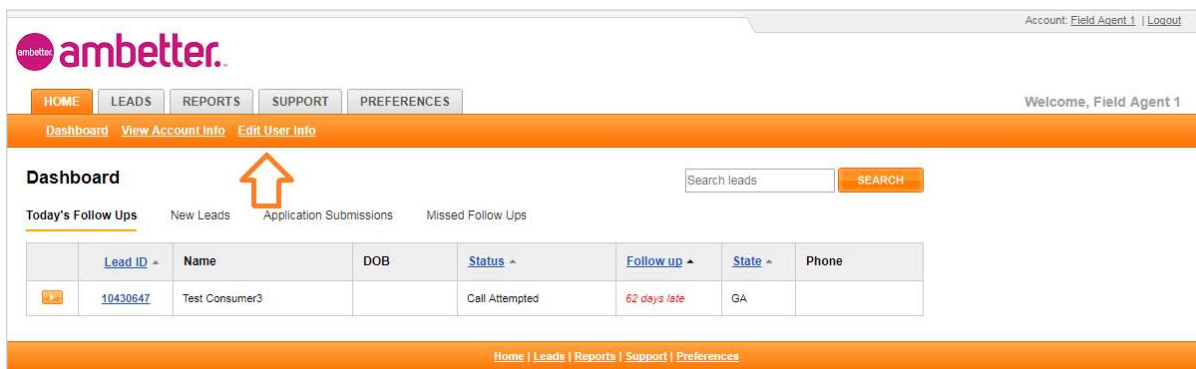 Account: Field Agent 1 | Logout
ambetter. ambetter.
HOME LEADS REPORTS SUPPORT PREFERENCES Welcome, Field Agent 1
Dashboard View Account Info Edit User Info
Dashboard Search leads SEARCH
Today's Follow Ups New Leads Application Submissions Missed Follow Ups
Lead ID Name DOB Status Follow up State Phone
10430647 Test Consumer3 Call Attempted 62 days late GA
Home | Leads | Reports | Support | Preferences